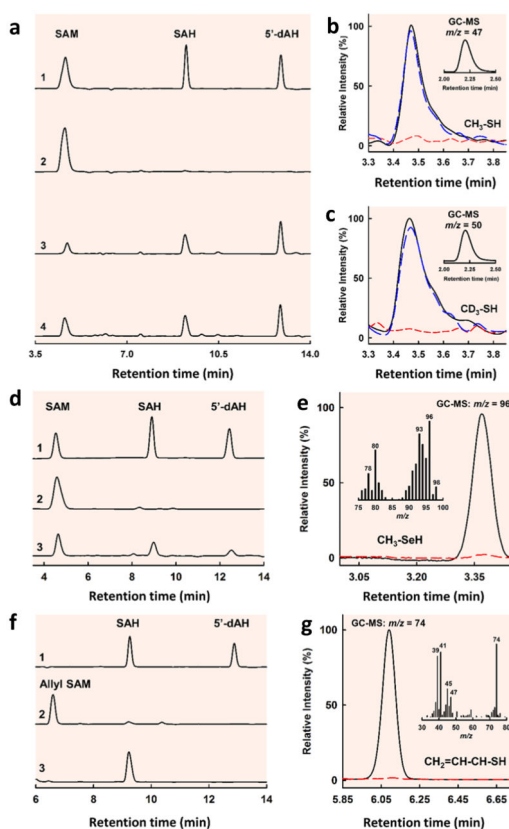 a
SAM SAH 5'-dAH
1
2
3
4
3.5 7.0 10.5 14.0
Retention time (min)
b
GC-MS
m/z = 47
Relative Intensity (%)
100
50
0
2.00 2.25 2.50
Retention time (min)
CH3-SH
3.3 3.4 3.5 3.6 3.7 3.8
Retention time (min)
c
GC-MS
m/z = 50
Relative Intensity (%)
100
50
0
2.00 2.25 2.50
Retention time (min)
CD3-SH
3.3 3.4 3.5 3.6 3.7 3.8
Retention time (min)
d
SAM SAH 5'-dAH
1
2
3
4 6 8 10 12 14
Retention time (min)
e
GC-MS: m/z = 96
Relative Intensity (%)
100
50
0
78 80 93 96 98
75 80 85 90 95 100
m/z
CH3-SeH
3.05 3.20 3.35
Retention time (min)
f
SAH 5'-dAH
1
Allyl SAM
2
3
6 8 10 12 14
Retention time (min)
g
GC-MS: m/z = 74
Relative Intensity (%)
100
50
0
39 41 45 47 74
30 40 50 60 70 80
m/z
CH2=CH-CH-SH
5.85 6.05 6.25 6.45 6.65
Retention time (min)